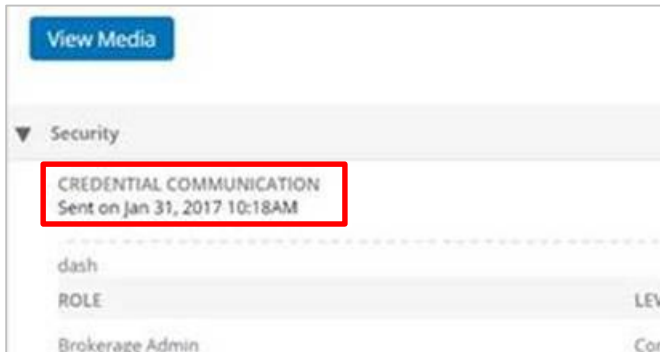 View Media
▼ Security
CREDENTIAL COMMUNICATION
Sent on Jan 31, 2017 10:18AM
dash
ROLE
Brokerage Admin